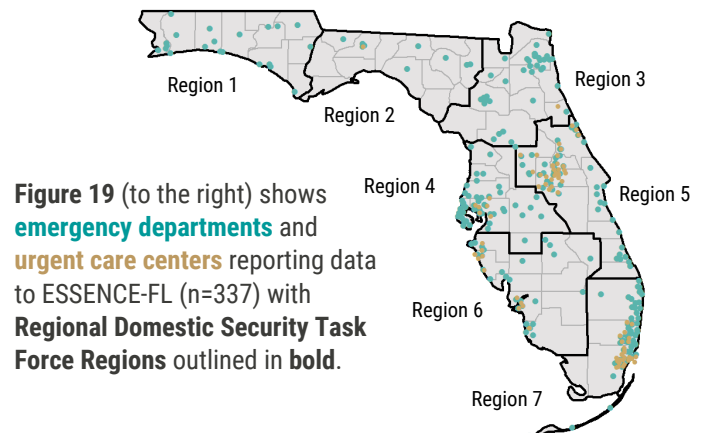 Region 1
Region 2
Region 3
Region 4
Region 5
Figure 19 (to the right) shows
emergency departments and
urgent care centers reporting data
to ESSENCE-FL (n=337) with
Regional Domestic Security Task
Force Regions outlined in bold.
Region 6
Region 7